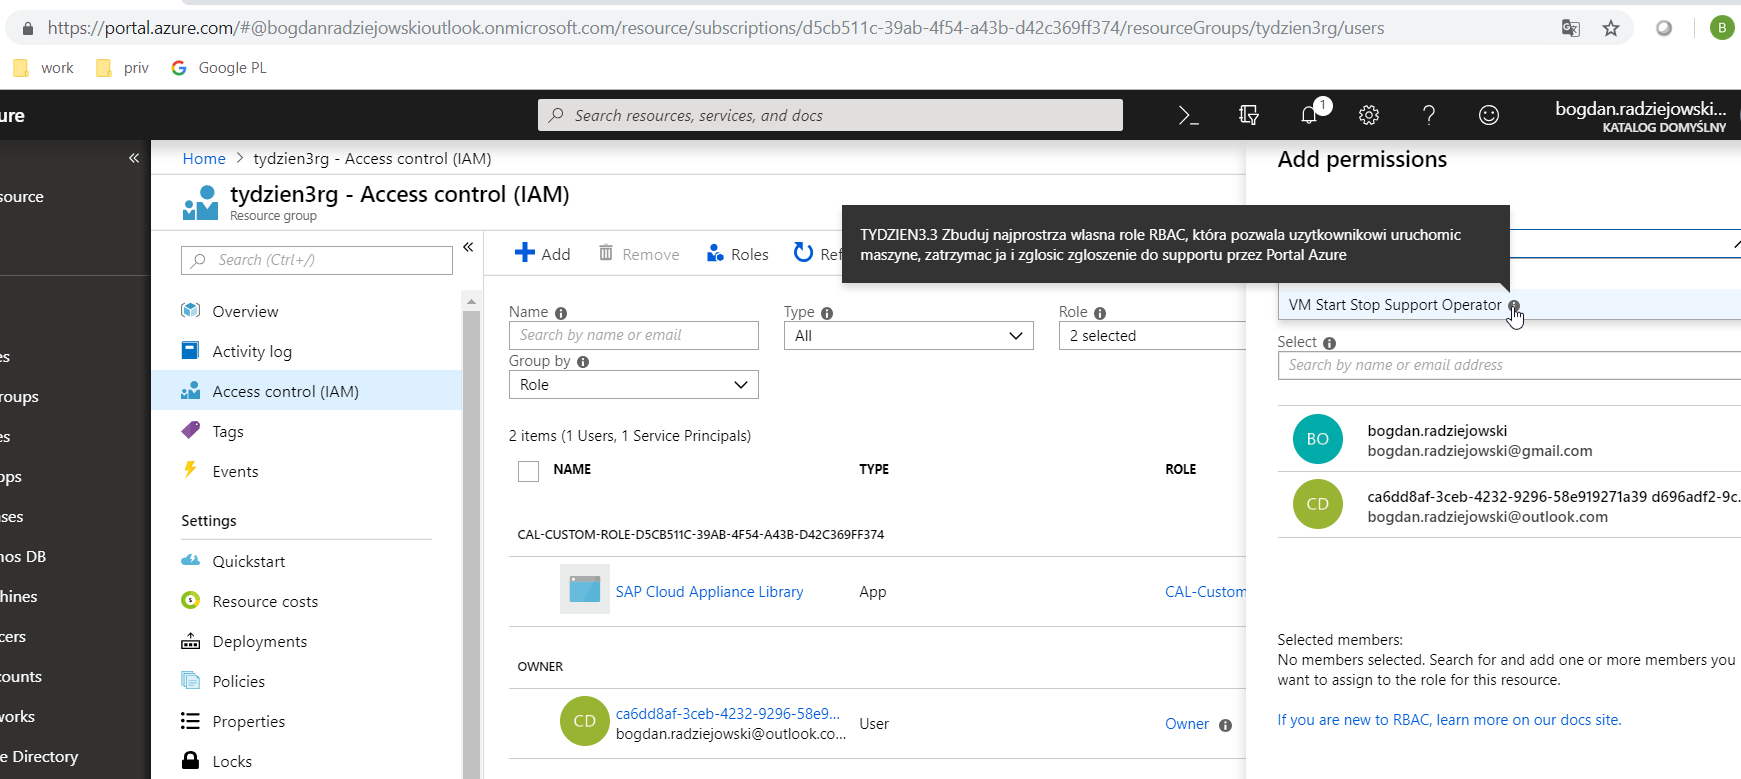 https://portal.azure.com/#@bogdanradziejowskioutlook.onmicrosoft.com/resource/subscriptions/d5cb511c-39ab-4f54-a43b-d42c369ff374/resourceGroups/tydzien3rg/users
B
work
priv
Google PL
ure
Search resources, services, and docs
1
bogdan.radziejowski...
KATALOG DOMYŚLNY
source
es
roups
es
pps
ases
nos DB
hines
cers
counts
vorks
e Directory
Home > tydzien3rg - Access control (IAM)
tydzien3rg - Access control (IAM)
Resource group
Search (Ctrl+/)
Overview
Activity log
Access control (IAM)
Tags
Events
Settings
Quickstart
Resource costs
Deployments
Policies
Properties
Locks
Add
Remove
Roles
Ref
Name
Search by name or email
Type
All
Role
2 selected
Group by
Role
2 items (1 Users, 1 Service Principals)
NAME
TYPE
ROLE
CAL-CUSTOM-ROLE-D5CB511C-39AB-4F54-A43B-D42C369FF374
SAP Cloud Appliance Library
App
CAL-Custom
OWNER
CD
ca6dd8af-3ceb-4232-9296-58e9...
bogdan.radziejowski@outlook.co...
User
Owner
Add permissions
TYDZIEN3.3 Zbuduj najprostrza własna role RBAC, która pozwala uzytkownikowi uruchomic
maszyne, zatrzymac ja i zglosic zgloszenie do supportu przez Portal Azure
VM Start Stop Support Operator
Select
Search by name or email address
BO
bogdan.radziejowski
bogdan.radziejowski@gmail.com
CD
ca6dd8af-3ceb-4232-9296-58e919271a39 d696adf2-9c...
bogdan.radziejowski@outlook.com
Selected members:
No members selected. Search for and add one or more members you
want to assign to the role for this resource.
If you are new to RBAC, learn more on our docs site.